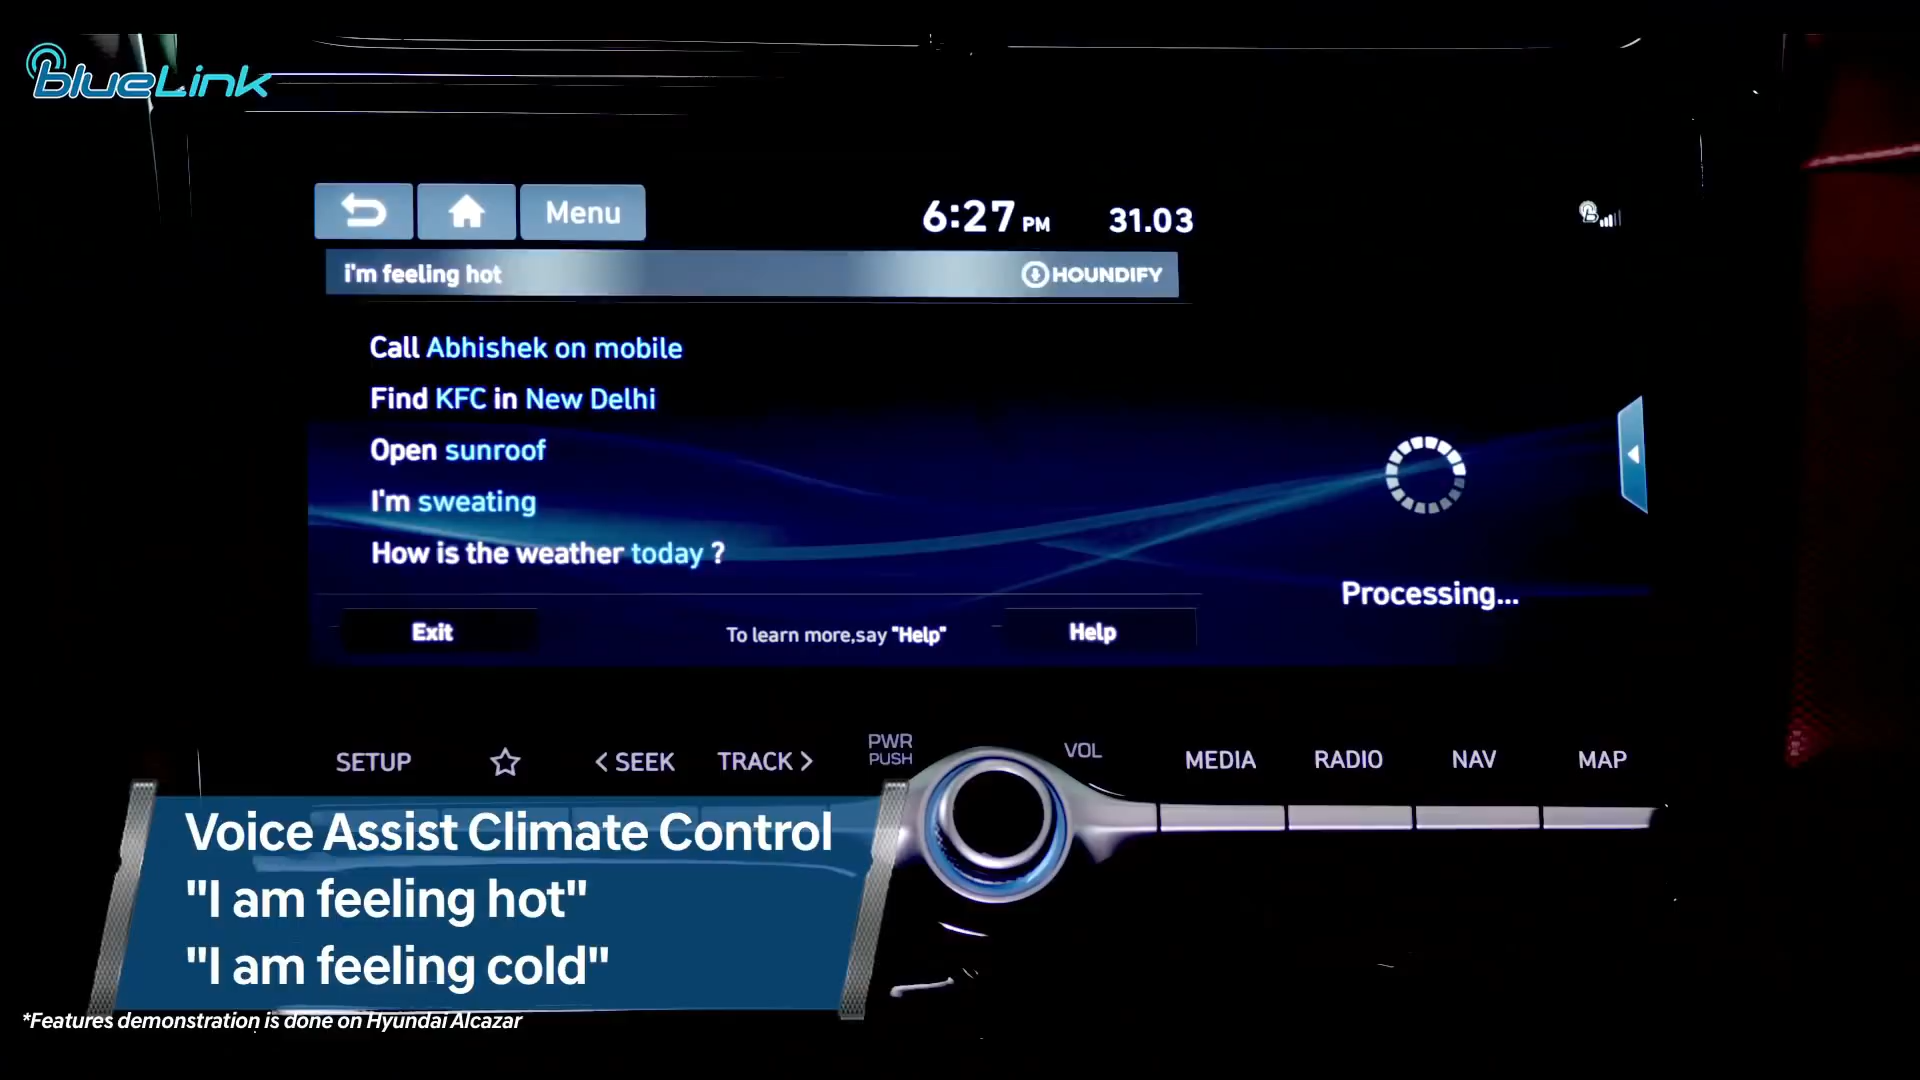 blueLink
Menu
6:27 PM 31.03
i'm feeling hot
HOUNDIFY
Call Abhishek on mobile
Find KFC in New Delhi
Open sunroof
I'm sweating
How is the weather today ?
Processing...
Exit
To learn more,say "Help"
Help
SETUP
< SEEK
TRACK >
PWR
PUSH
VOL
MEDIA
RADIO
NAV
MAP
Voice Assist Climate Control
"I am feeling hot"
"I am feeling cold"
*Features demonstration is done on Hyundai Alcazar